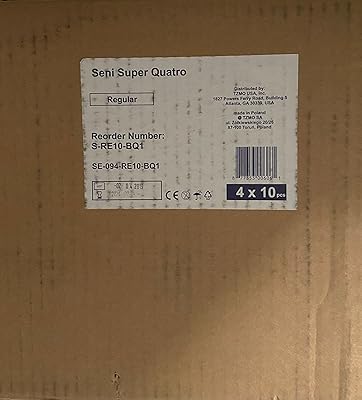 Seni Super Quatro
Regular
Reorder Number:
S-RE10-BQ1
SE-094-RE10-BQ1
Distributed by:
TZMO USA, Inc.
1827 Powers Ferry Road, Building 5
Atlanta, GA 30339, USA
made in Poland
TZMO SA
ul. Żółkiewskiego 20/26
87-100 Toruń, Poland
CE
4 x 10 pcs